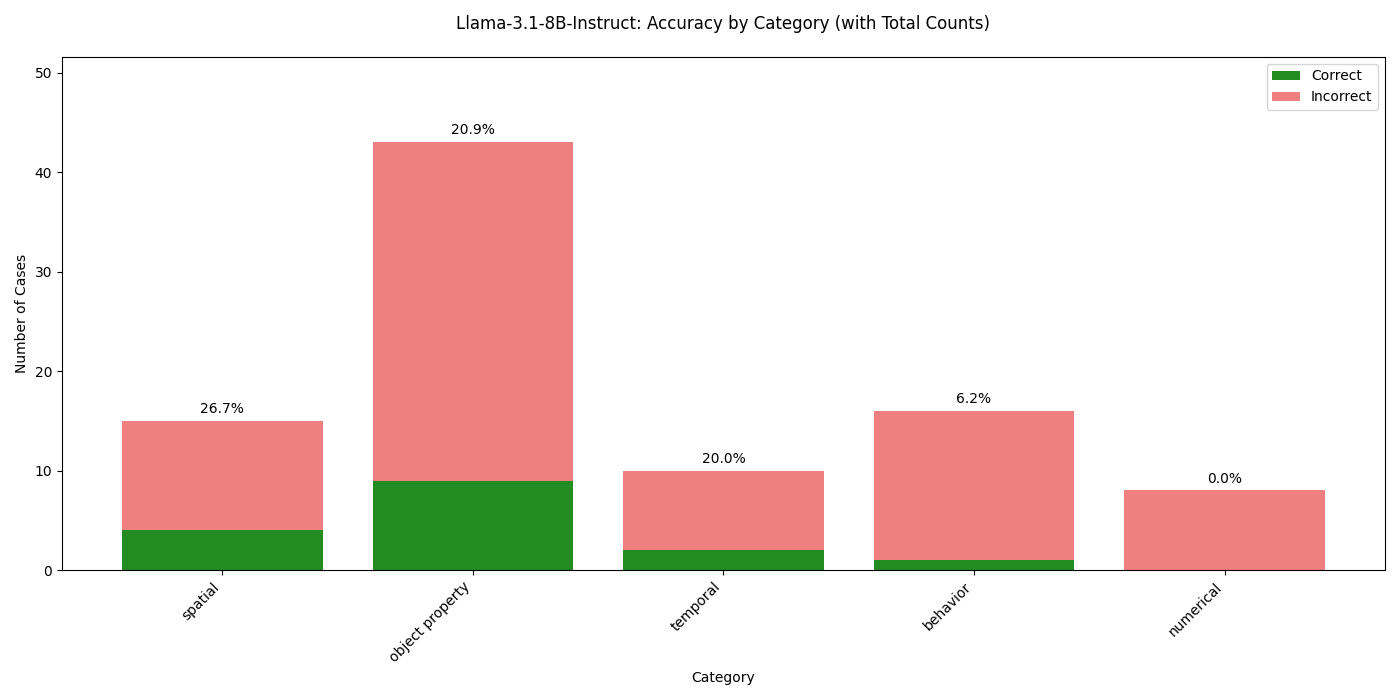 Llama-3.1-8B-Instruct: Accuracy by Category (with Total Counts)
Correct
Incorrect
Number of Cases
50
40
30
20
10
0
26.7%
20.9%
20.0%
6.2%
0.0%
spatial
object property
temporal
behavior
numerical
Category